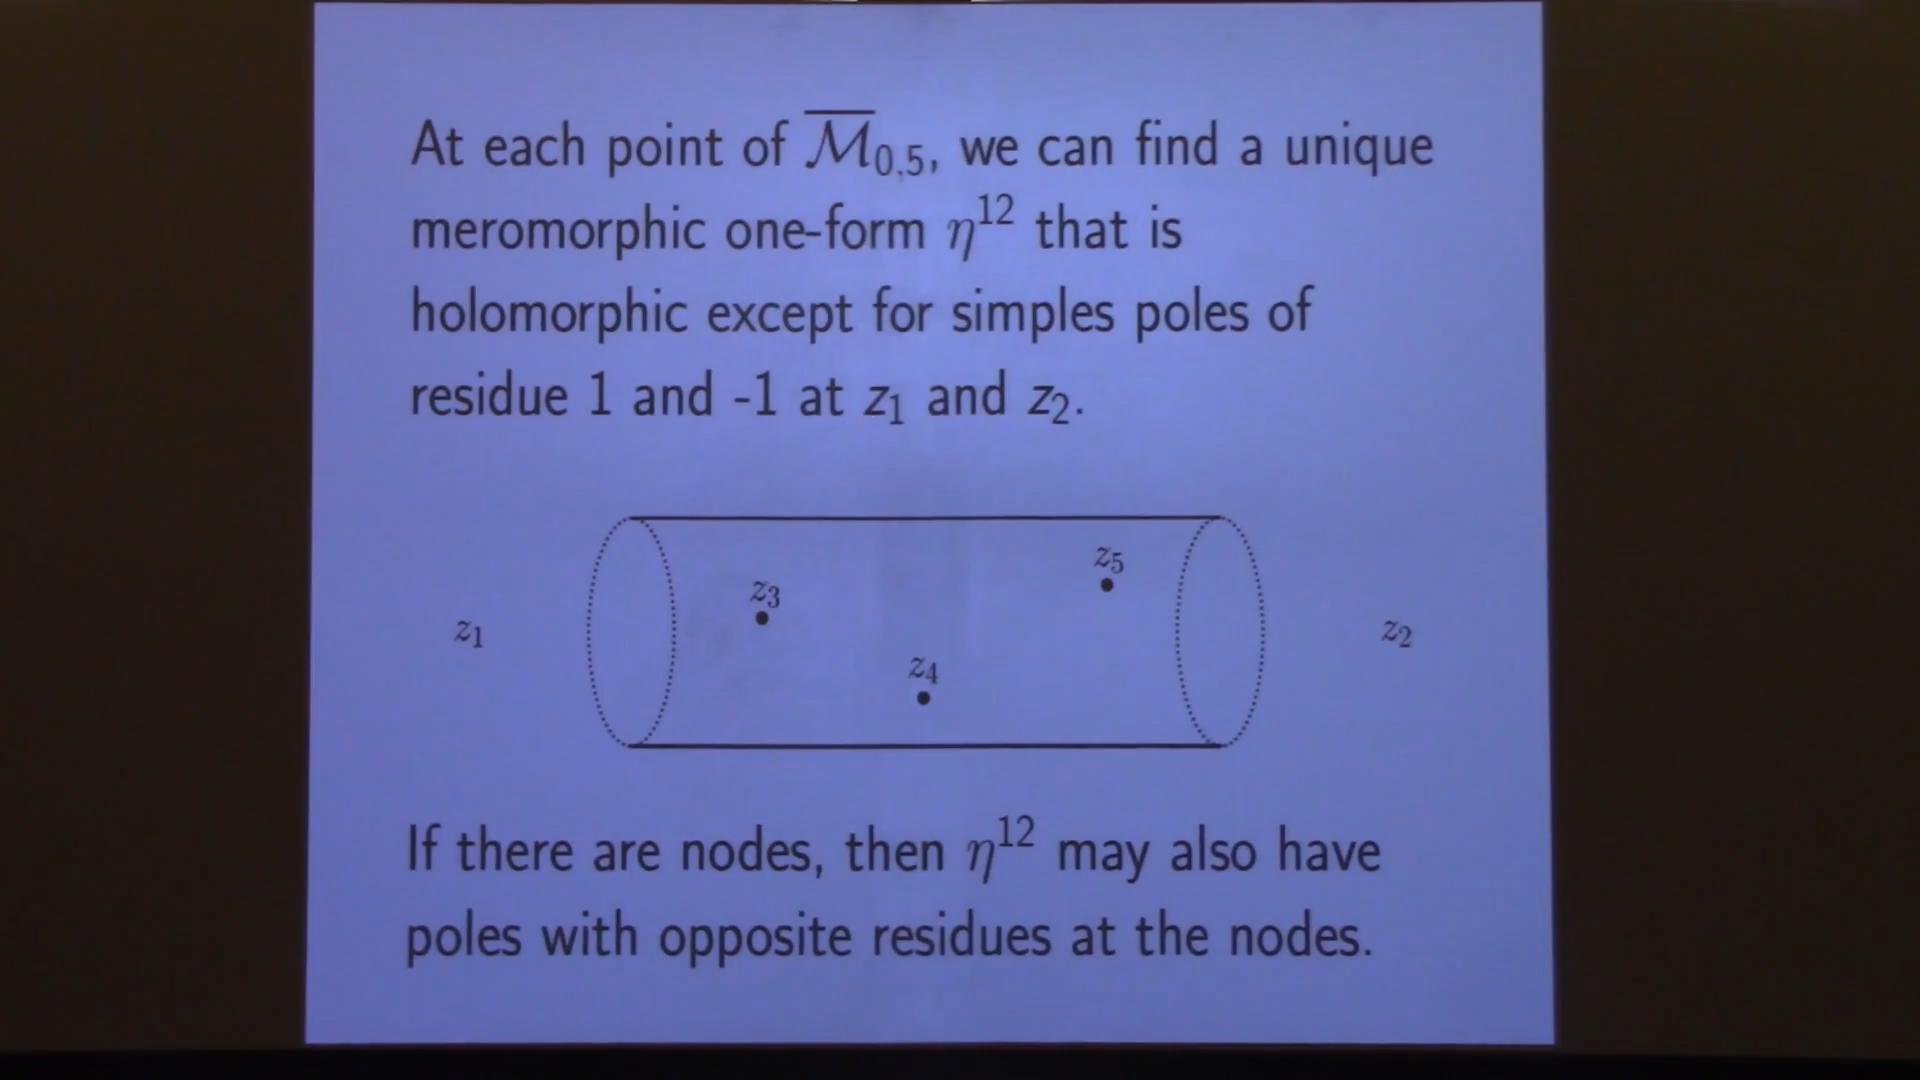 At each point of $\overline{\mathcal{M}}_{0,5}$, we can find a unique
meromorphic one-form $\eta^{12}$ that is
holomorphic except for simples poles of
residue 1 and -1 at $z_1$ and $z_2$.
$z_5$
$z_3$
$z_1$
$z_2$
$z_4$
If there are nodes, then $\eta^{12}$ may also have
poles with opposite residues at the nodes.